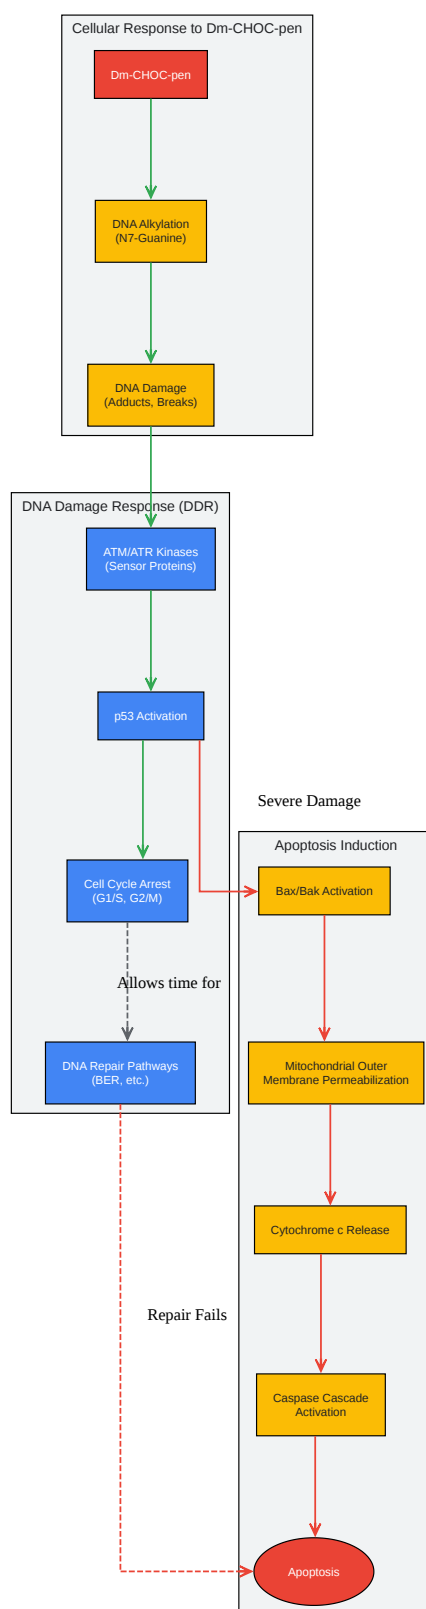 Cellular Response to Dm-CHOC-pen
Dm-CHOC-pen
DNA Alkylation
(N7-Guanine)
DNA Damage
(Adducts, Breaks)
DNA Damage Response (DDR)
ATM/ATR Kinases
(Sensor Proteins)
p53 Activation
Severe Damage
Apoptosis Induction
Cell Cycle Arrest
(G1/S, G2/M)
Bax/Bak Activation
Allows time for
DNA Repair Pathways
(BER, etc.)
Mitochondrial Outer
Membrane Permeabilization
Cytochrome c Release
Repair Fails
Caspase Cascade
Activation
Apoptosis